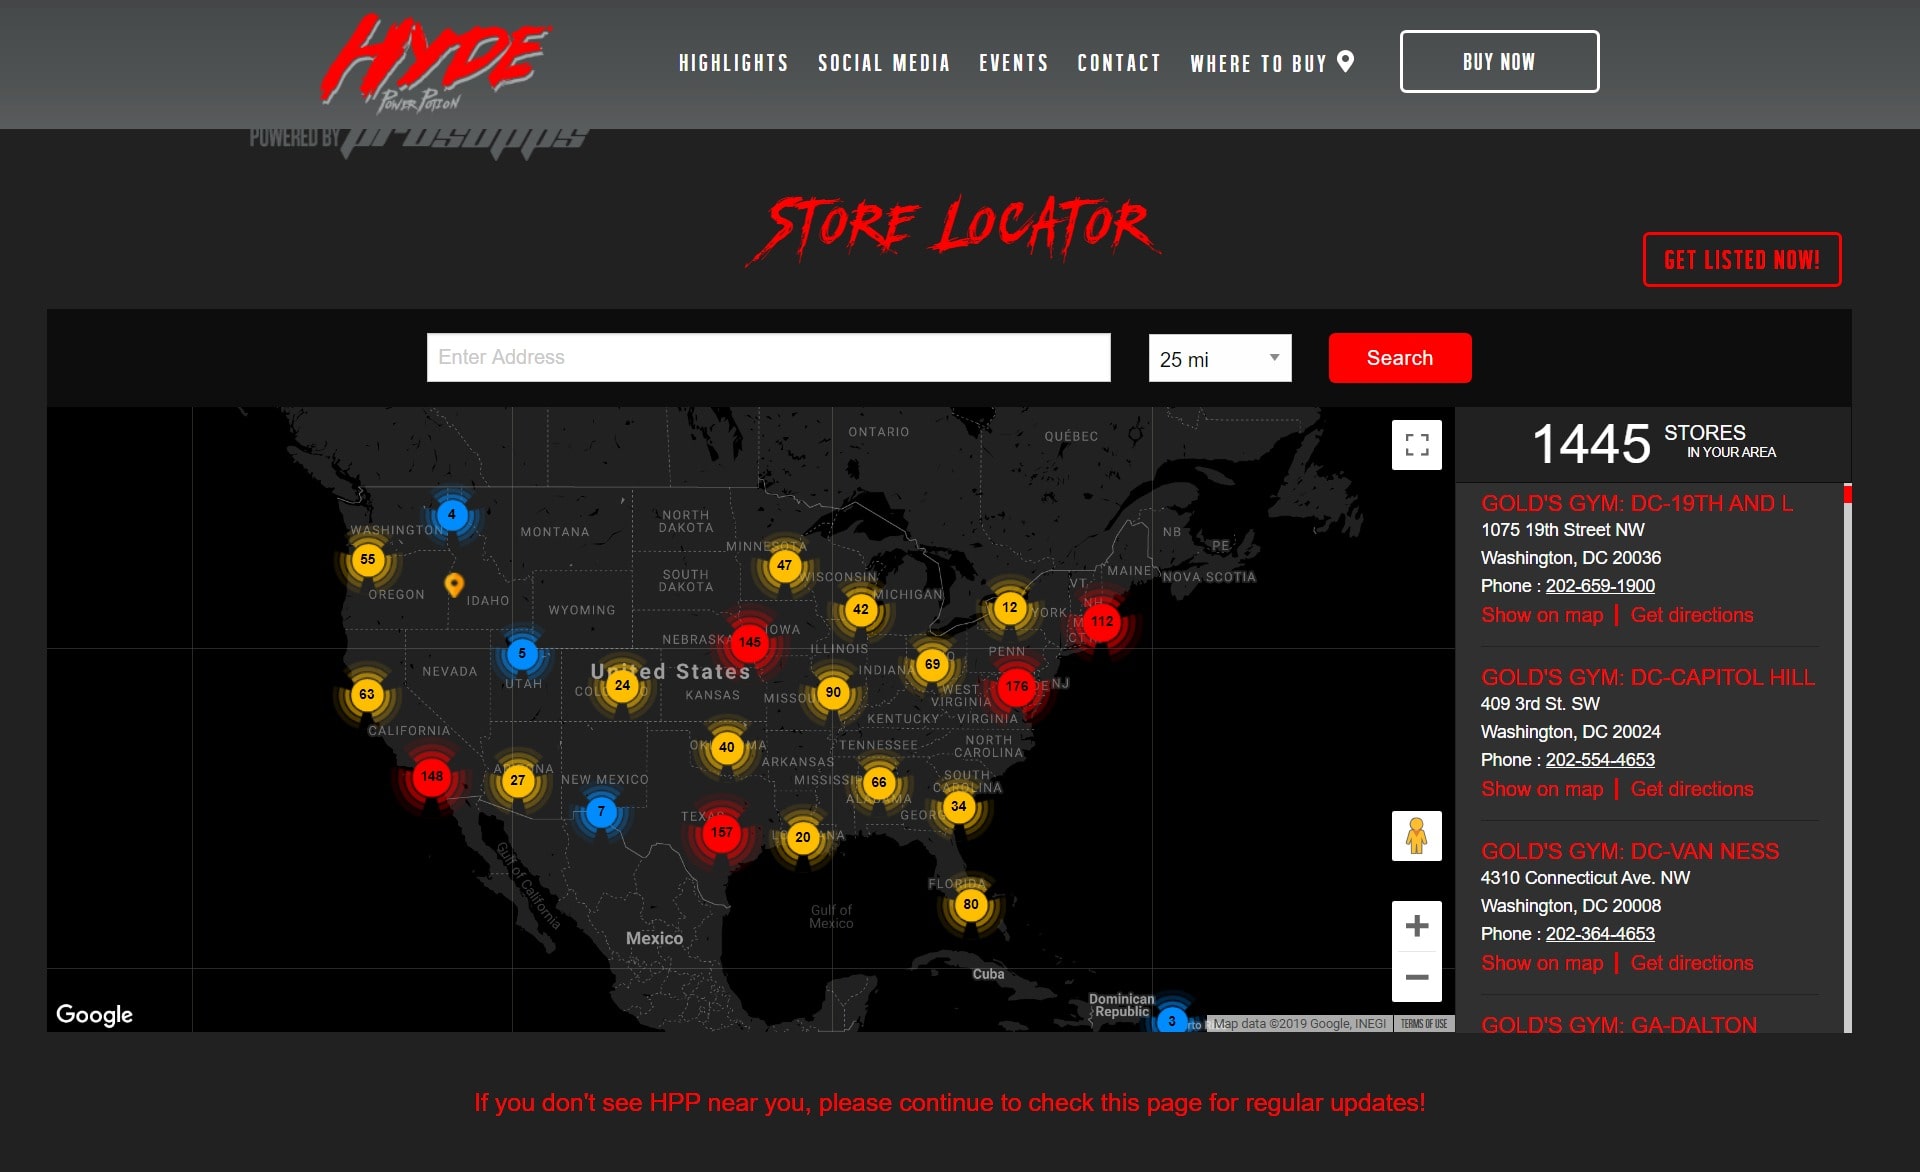 HYDE
POWER POTION
POWERED BY prosupps
HIGHLIGHTS
SOCIAL MEDIA
EVENTS
CONTACT
WHERE TO BUY
BUY NOW
STORE LOCATOR
GET LISTED NOW!
Enter Address
25 mi
Search
ONTARIO
QUÉBEC
4
WASHINGTON
MONTANA
NORTH
DAKOTA
MINNESOTA
NB
PE
55
47
WISCONSIN
SOUTH
DAKOTA
VT
MAINE
NOVA SCOTIA
OREGON
IDAHO
WYOMING
MICHIGAN
42
12
YORK
NH
112
CT
145
IOWA
NEBRASKA
ILLINOIS
PENN
5
UTAH
NEVADA
United States
24
KANSAS
INDIANA
69
176
DE
NJ
63
90
WEST
VIRGINIA
KENTUCKY
VIRGINIA
CALIFORNIA
40
TENNESSEE
NORTH
CAROLINA
ARKANSAS
148
27
NEW MEXICO
MISSISSIPPI
66
SOUTH
CAROLINA
ALABAMA
34
7
TEXAS
157
20
Gulf of California
FLORIDA
80
Gulf of
Mexico
Mexico
Cuba
Dominican
Republic
3
Google
Map data ©2019 Google, INEGI
TERMS OF USE
1445 STORES
IN YOUR AREA
GOLD'S GYM: DC-19TH AND L
1075 19th Street NW
Washington, DC 20036
Phone : 202-659-1900
Show on map | Get directions
GOLD'S GYM: DC-CAPITOL HILL
409 3rd St. SW
Washington, DC 20024
Phone : 202-554-4653
Show on map | Get directions
GOLD'S GYM: DC-VAN NESS
4310 Connecticut Ave. NW
Washington, DC 20008
Phone : 202-364-4653
Show on map | Get directions
GOLD'S GYM: GA-DALTON
If you don't see HPP near you, please continue to check this page for regular updates!